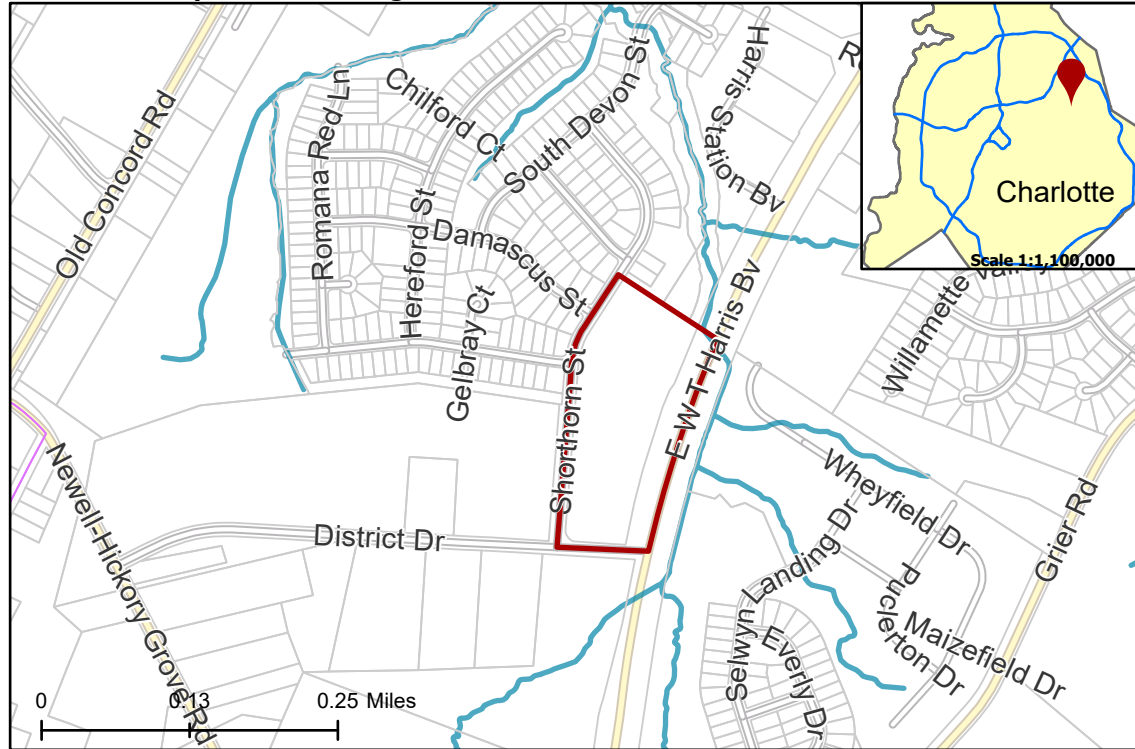 Old Concord Rd
Romana Red Ln
Chilford Ct
South Devon St
Harris Station Bv
Hereford St
Damascus St
Gelbray Ct
Shorthorn St
E W T Harris Bv
Willamette
Charlotte
Scale 1:1,100,000
Newell-Hickory Grove Rd
District Dr
Wheyfield Dr
Selwyn Landing Dr
Puclerton Dr
Maizefield Dr
Everly Dr
Grier Rd
0
0.13
0.25 Miles